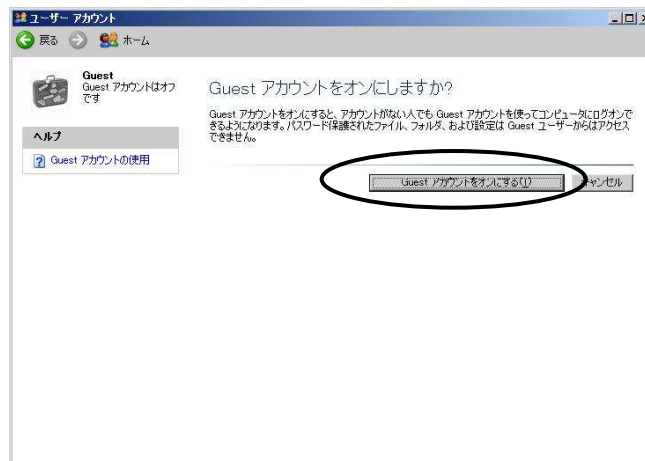 ユーザー アカウント
戻る ホーム
Guest
Guest アカウントはオフ
です
ヘルプ
Guest アカウントの使用
Guest アカウントをオンにしますか?
Guest アカウントをオンにすると、アカウントがない人でも Guest アカウントを使ってコンピュータにログオンで
きるようになります。パスワード保護されたファイル、フォルダ、および設定は Guest ユーザーからはアクセス
できません。
Guest アカウントをオンにする(I) キャンセル